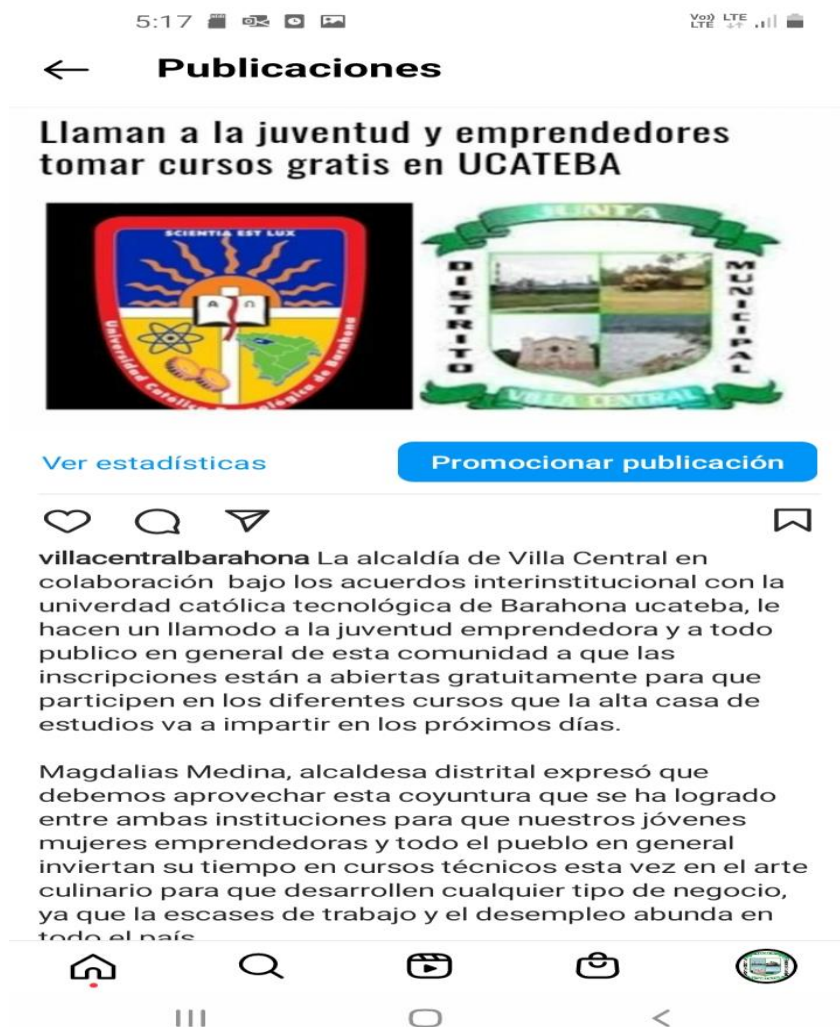 5:17
Vo)) LTE
LTE
Publicaciones
Llaman a la juventud y emprendedores
tomar cursos gratis en UCATEBA
SCIENTIA EST LUX
A Ω
Universidad Católica Tecnológica de Barahona
JUNTA
DISTRITO
MUNICIPAL
VILLA CENTRAL
Ver estadísticas
Promocionar publicación
villacentralbarahona La alcaldía de Villa Central en
colaboración bajo los acuerdos interinstitucional con la
univerdad católica tecnológica de Barahona ucateba, le
hacen un llamodo a la juventud emprendedora y a todo
publico en general de esta comunidad a que las
inscripciones están a abiertas gratuitamente para que
participen en los diferentes cursos que la alta casa de
estudios va a impartir en los próximos días.
Magdalias Medina, alcaldesa distrital expresó que
debemos aprovechar esta coyuntura que se ha logrado
entre ambas instituciones para que nuestros jóvenes
mujeres emprendedoras y todo el pueblo en general
inviertan su tiempo en cursos técnicos esta vez en el arte
culinario para que desarrollen cualquier tipo de negocio,
ya que la escases de trabajo y el desempleo abunda en
todo el país